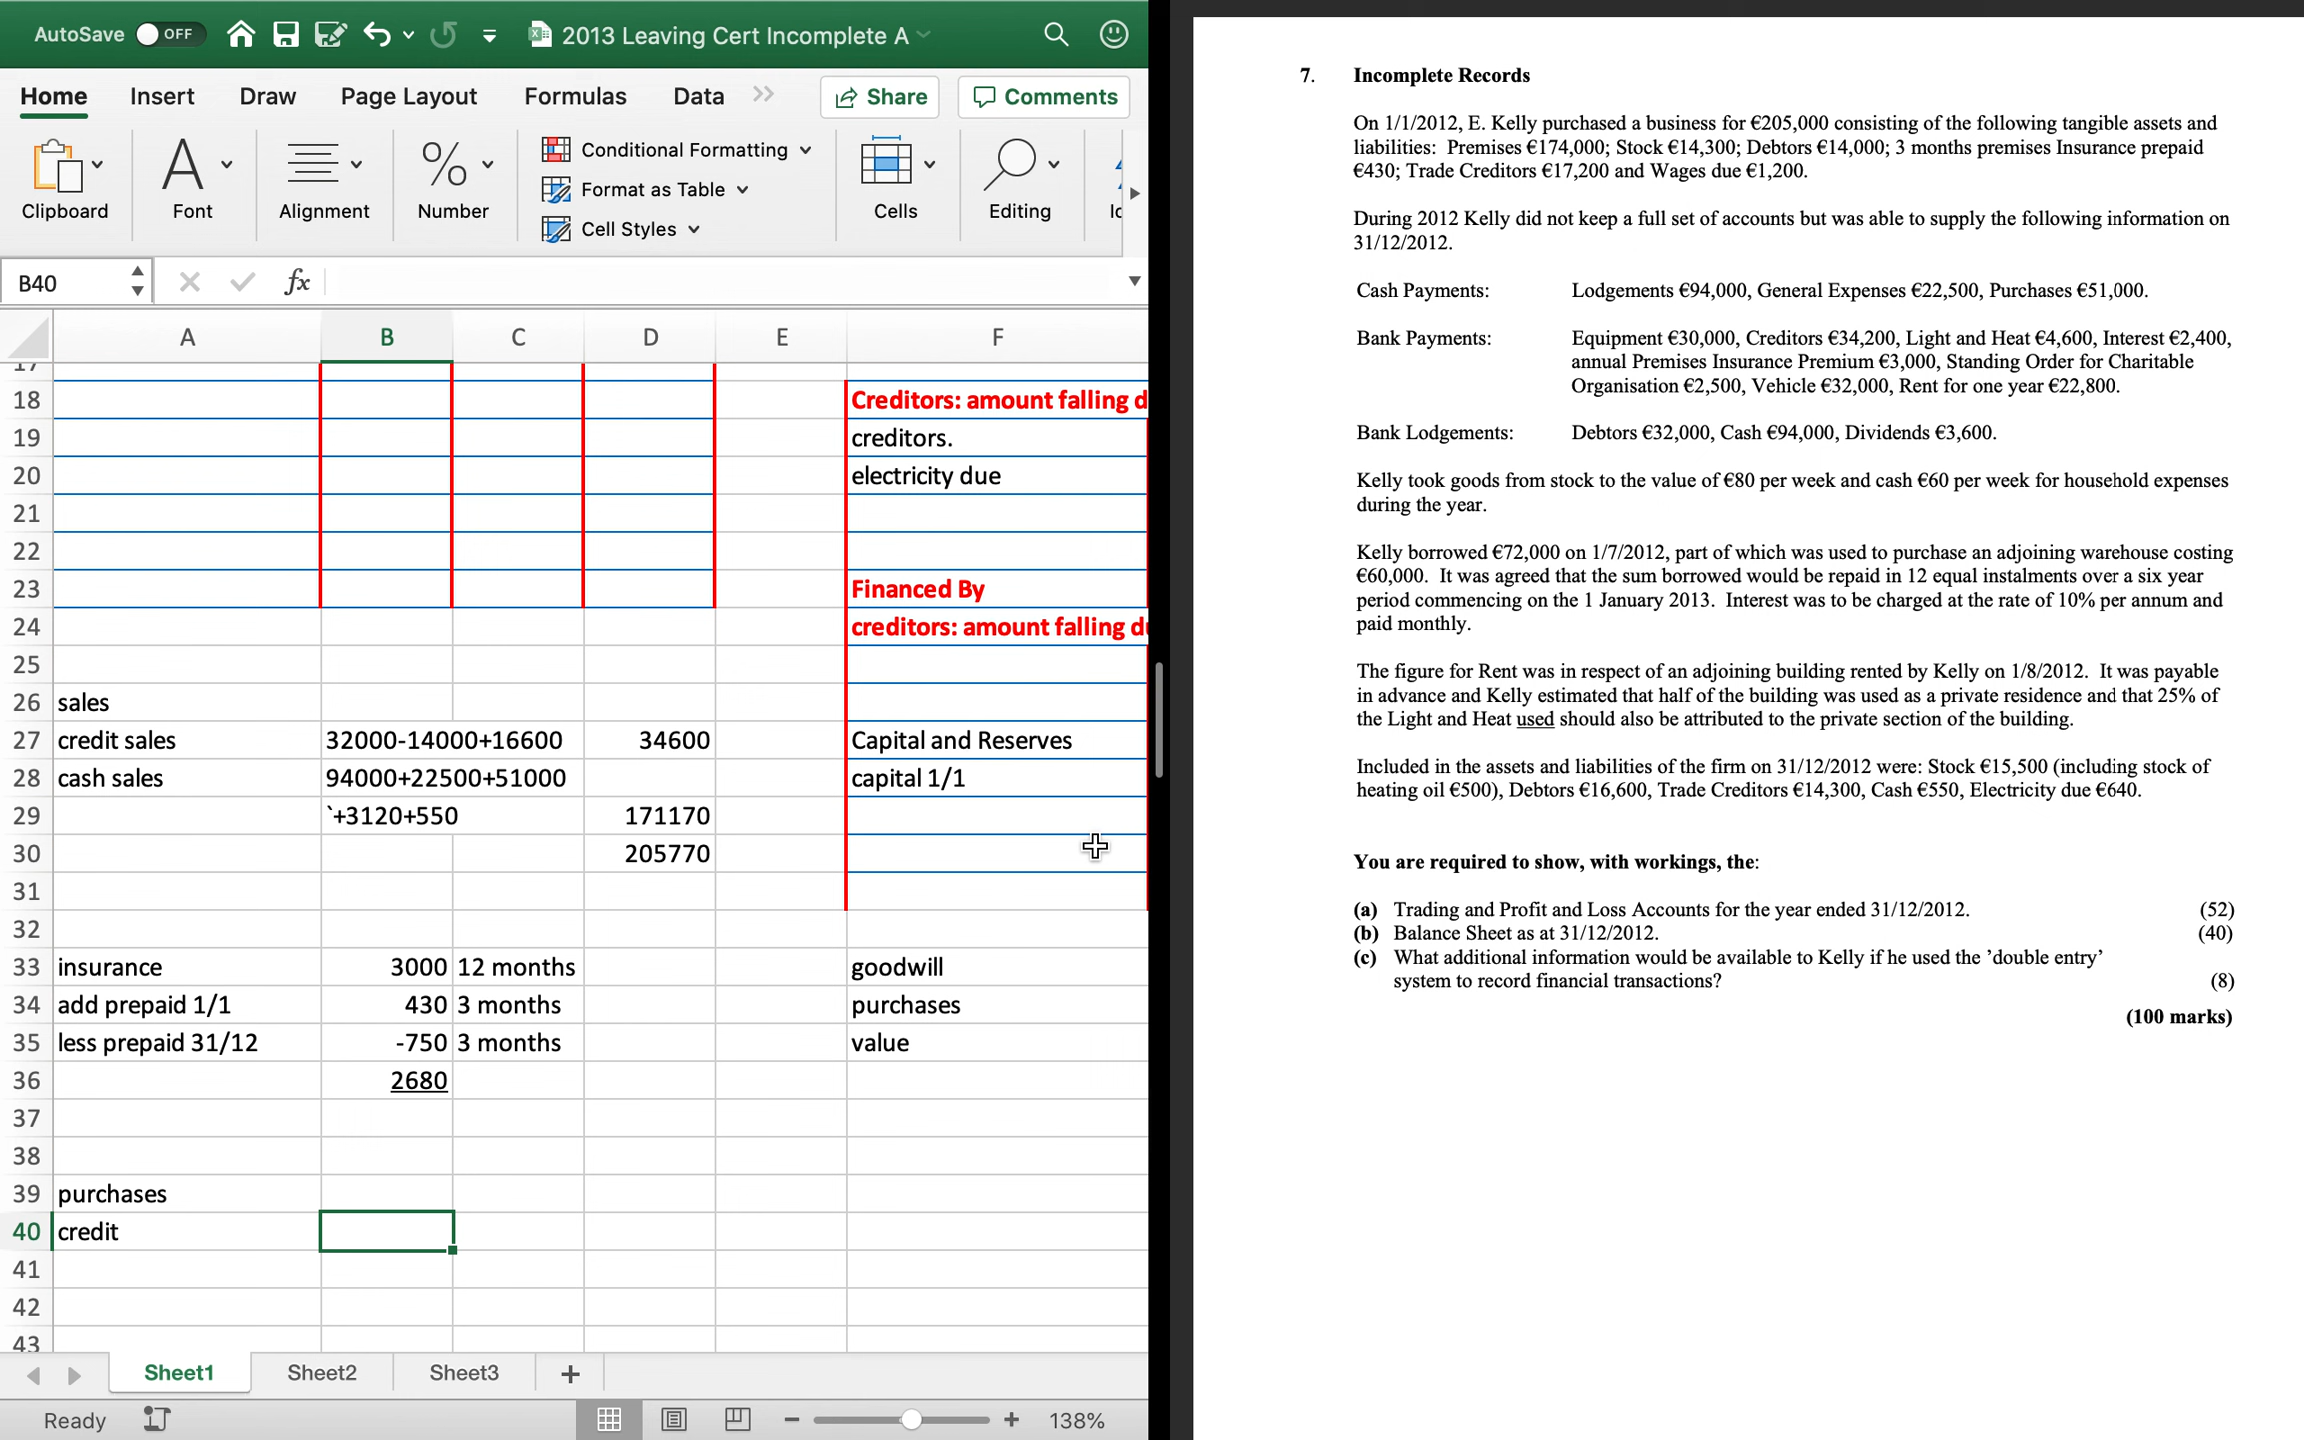 AutoSave OFF 2013 Leaving Cert Incomplete A
Home Insert Draw Page Layout Formulas Data Share Comments
Clipboard Font Alignment Number
Conditional Formatting
Format as Table
Cell Styles
Cells Editing
B40 fx
A B C D E F
17
18 Creditors: amount falling d
19 creditors.
20 electricity due
21
22
23 Financed By
24 creditors: amount falling d
25
26 sales
27 credit sales 32000-14000+16600 34600 Capital and Reserves
28 cash sales 94000+22500+51000 capital 1/1
29 `+3120+550 171170
30 205770
31
32
33 insurance 3000 12 months goodwill
34 add prepaid 1/1 430 3 months purchases
35 less prepaid 31/12 -750 3 months value
36 2680
37
38
39 purchases
40 credit
41
42
43
Sheet1 Sheet2 Sheet3 +
Ready 138%
7. Incomplete Records
On 1/1/2012, E. Kelly purchased a business for €205,000 consisting of the following tangible assets and
liabilities: Premises €174,000; Stock €14,300; Debtors €14,000; 3 months premises Insurance prepaid
€430; Trade Creditors €17,200 and Wages due €1,200.
During 2012 Kelly did not keep a full set of accounts but was able to supply the following information on
31/12/2012.
Cash Payments: Lodgements €94,000, General Expenses €22,500, Purchases €51,000.
Bank Payments: Equipment €30,000, Creditors €34,200, Light and Heat €4,600, Interest €2,400,
annual Premises Insurance Premium €3,000, Standing Order for Charitable
Organisation €2,500, Vehicle €32,000, Rent for one year €22,800.
Bank Lodgements: Debtors €32,000, Cash €94,000, Dividends €3,600.
Kelly took goods from stock to the value of €80 per week and cash €60 per week for household expenses
during the year.
Kelly borrowed €72,000 on 1/7/2012, part of which was used to purchase an adjoining warehouse costing
€60,000. It was agreed that the sum borrowed would be repaid in 12 equal instalments over a six year
period commencing on the 1 January 2013. Interest was to be charged at the rate of 10% per annum and
paid monthly.
The figure for Rent was in respect of an adjoining building rented by Kelly on 1/8/2012. It was payable
in advance and Kelly estimated that half of the building was used as a private residence and that 25% of
the Light and Heat used should also be attributed to the private section of the building.
Included in the assets and liabilities of the firm on 31/12/2012 were: Stock €15,500 (including stock of
heating oil €500), Debtors €16,600, Trade Creditors €14,300, Cash €550, Electricity due €640.
You are required to show, with workings, the:
(a) Trading and Profit and Loss Accounts for the year ended 31/12/2012. (52)
(b) Balance Sheet as at 31/12/2012. (40)
(c) What additional information would be available to Kelly if he used the ’double entry’
system to record financial transactions? (8)
(100 marks)